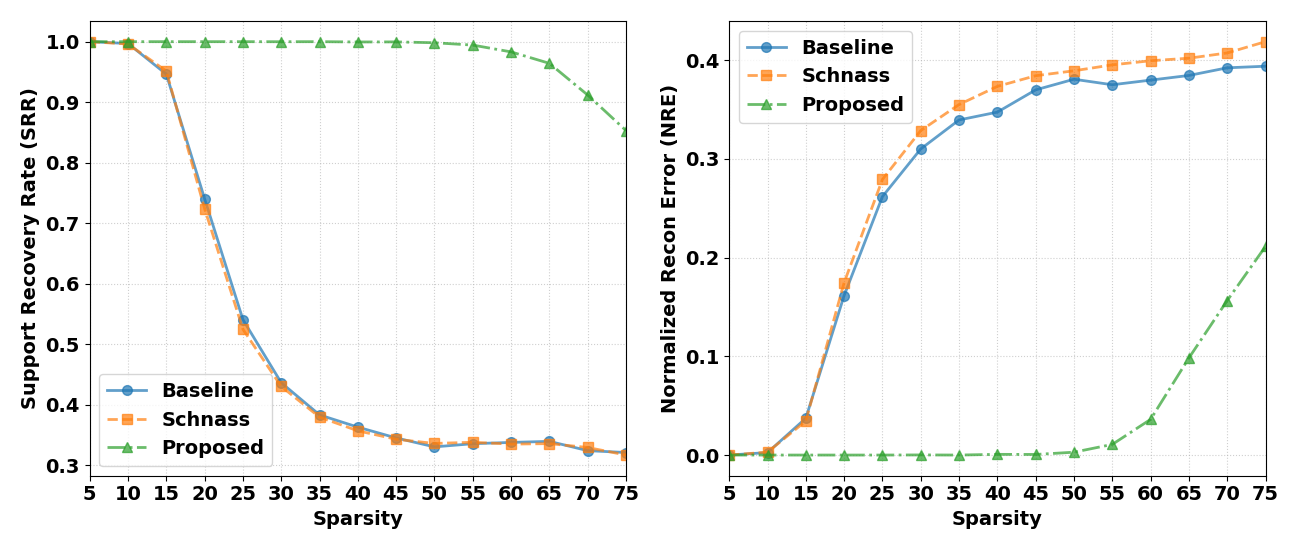 Support Recovery Rate (SRR)
1.0
0.9
0.8
0.7
0.6
0.5
0.4
0.3
Baseline
Schnass
Proposed
5 10 15 20 25 30 35 40 45 50 55 60 65 70 75
Sparsity
Normalized Recon Error (NRE)
0.4
0.3
0.2
0.1
0.0
Baseline
Schnass
Proposed
5 10 15 20 25 30 35 40 45 50 55 60 65 70 75
Sparsity